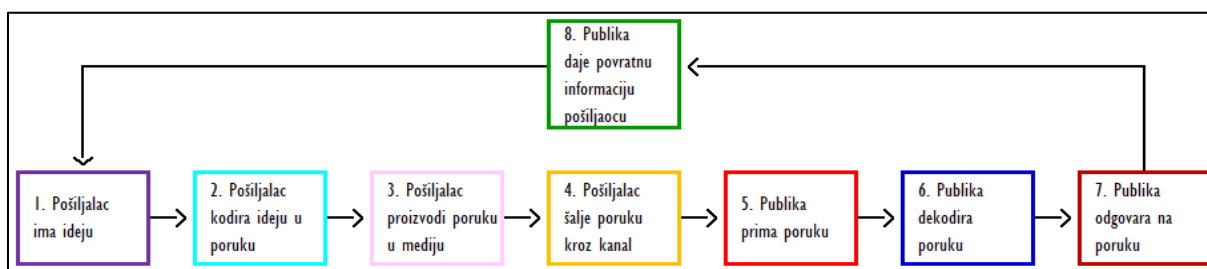 8. Publika
daje povratnu
informaciju
pošiljaocu
1. Pošiljalac
ima ideju
2. Pošiljalac
kodira ideju u
poruku
3. Pošiljalac
proizvodi poruku
u mediju
4. Pošiljalac
šalje poruku
kroz kanal
5. Publika
prima poruku
6. Publika
dekodira
poruku
7. Publika
odgovara na
poruku